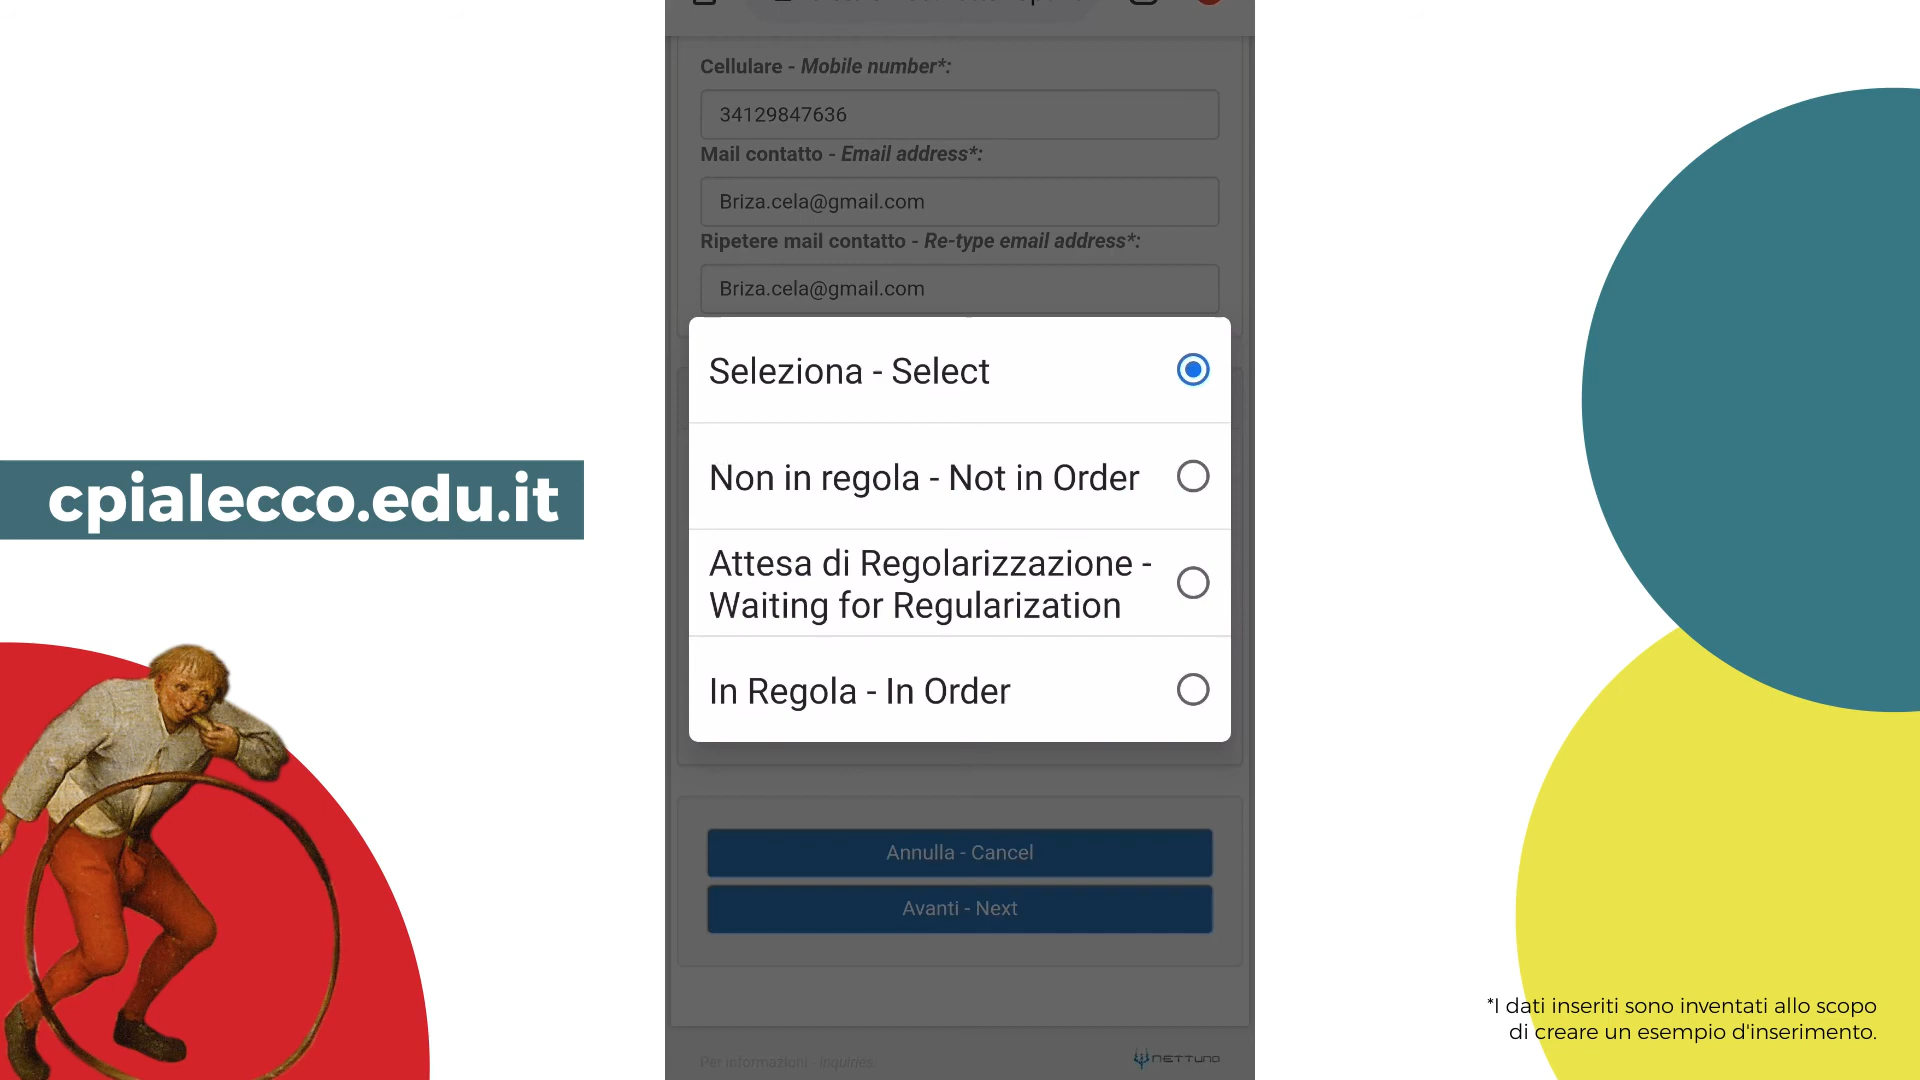 Cellulare - Mobile number*:
34129847636
Mail contatto - Email address*:
Briza.cela@gmail.com
Ripetere mail contatto - Re-type email address*:
Briza.cela@gmail.com
Seleziona - Select
Non in regola - Not in Order
Attesa di Regolarizzazione -
Waiting for Regularization
In Regola - In Order
cpialecco.edu.it
Annulla - Cancel
Avanti - Next
*I dati inseriti sono inventati allo scopo
di creare un esempio d'inserimento.
Per informazioni - Inquiries:
NETTUNO